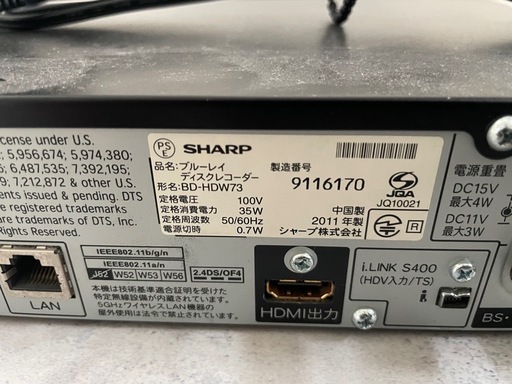 icense under U.S.
5,956,674; 5,974,380;
6,487,535; 7,392,195;
7,212,872 & other
issued & pending. DTS
registered trademarks
DTS, Inc.
Rights Reserved.
PS
E
SHARP
品名:ブルーレイ
ディスクレコーダー
形名:BD-HDW73
定格電圧 100V
定格消費電力 35W
定格周波数 50/60Hz
電源切時 0.7W
製造番号
9116170
中国製
2011年製
シャープ株式会社
JQA
JQ10021
R
電源重畳
DC15V
最大4W
DC11V
最大3W
IEEE802.11b/g/n
IEEE802.11a/n
J52 W52 W53 W56
2.4DS/OF4
本機は技術基準適合証明を受けた
特定無線設備が内蔵されています
5GHzワイヤレスLAN機器の
屋外使用は法令で禁止されています。
LAN
HDMI出力
i.LINK S400
(HDV入力/TS)
i
BS・